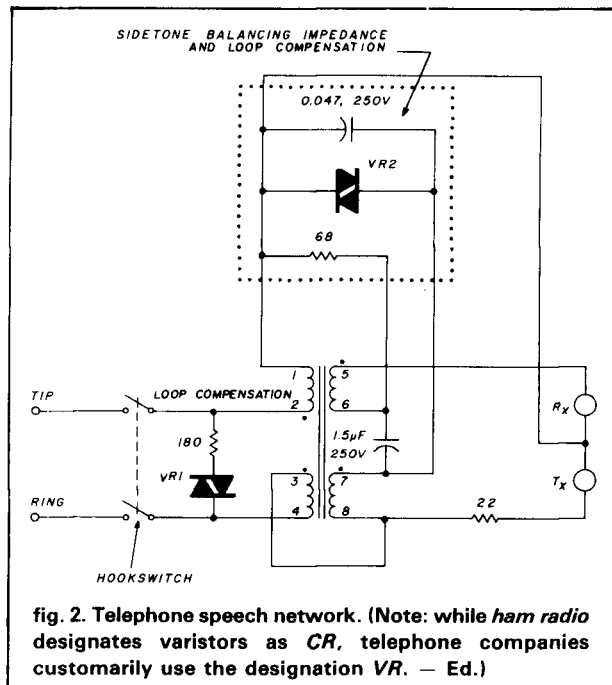 SIDETONE BALANCING IMPEDANCE
AND LOOP COMPENSATION
0.047, 250V
VR2
68
1
5
TIP
LOOP COMPENSATION
2
6
RX
180
1.5µF
250V
VR1
3
7
TX
RING
4
8
22
HOOKSWITCH
fig. 2. Telephone speech network. (Note: while ham radio
designates varistors as CR, telephone companies
customarily use the designation VR. — Ed.)